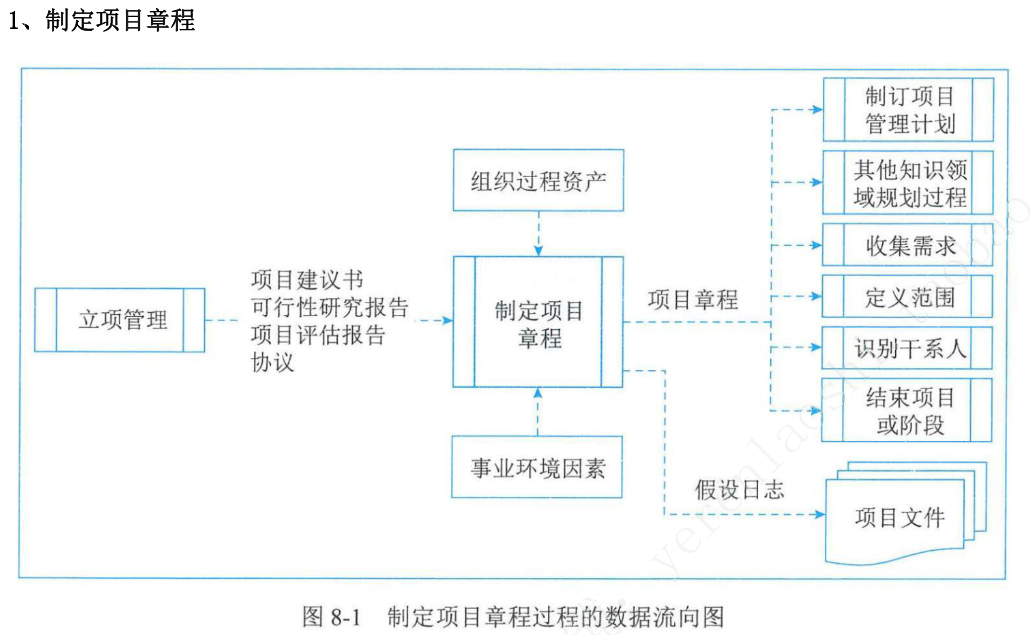 1、制定项目章程
制订项目
管理计划
组织过程资产
其他知识领
域规划过程
收集需求
立项管理
项目建议书
可行性研究报告
项目评估报告
协议
制定项目
章程
项目章程
定义范围
识别干系人
结束项目
或阶段
事业环境因素
假设日志
项目文件
图 8-1 制定项目章程过程的数据流向图
yerenlaoshi
taobao